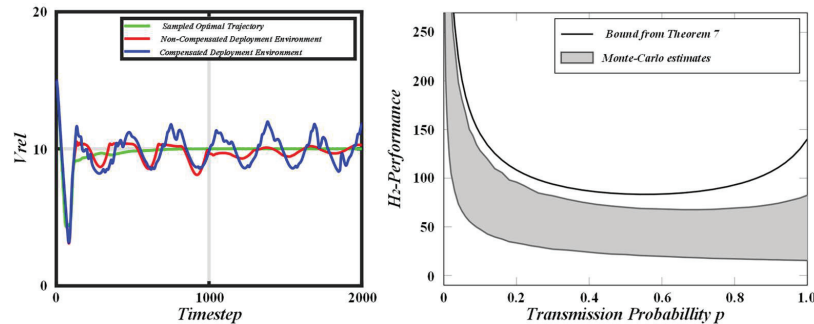 20
10
0
Vrel
Sampled Optimal Trajectory
Non-Compensated Deployment Environment
Compensated Deployment Environment
0
1000
2000
Timestep
250
200
150
100
50
0
H2-Performance
Bound from Theorem 7
Monte-Carlo estimates
0
0.2
0.4
0.6
0.8
1.0
Transmission Probabillity p